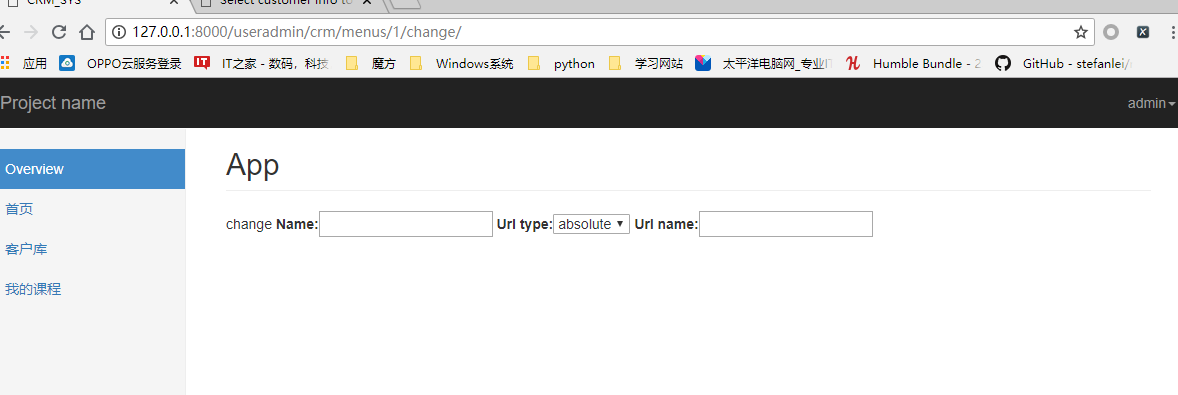 CRM_SYS Select customer info to
127.0.0.1:8000/useradmin/crm/menus/1/change/
应用 OPPO云服务登录 IT之家 - 数码，科技 魔方 Windows系统 python 学习网站 太平洋电脑网_专业IT Humble Bundle - 2 GitHub - stefanlei/
Project name admin
Overview
App
首页
change Name: Url type: absolute Url name:
客户库
我的课程